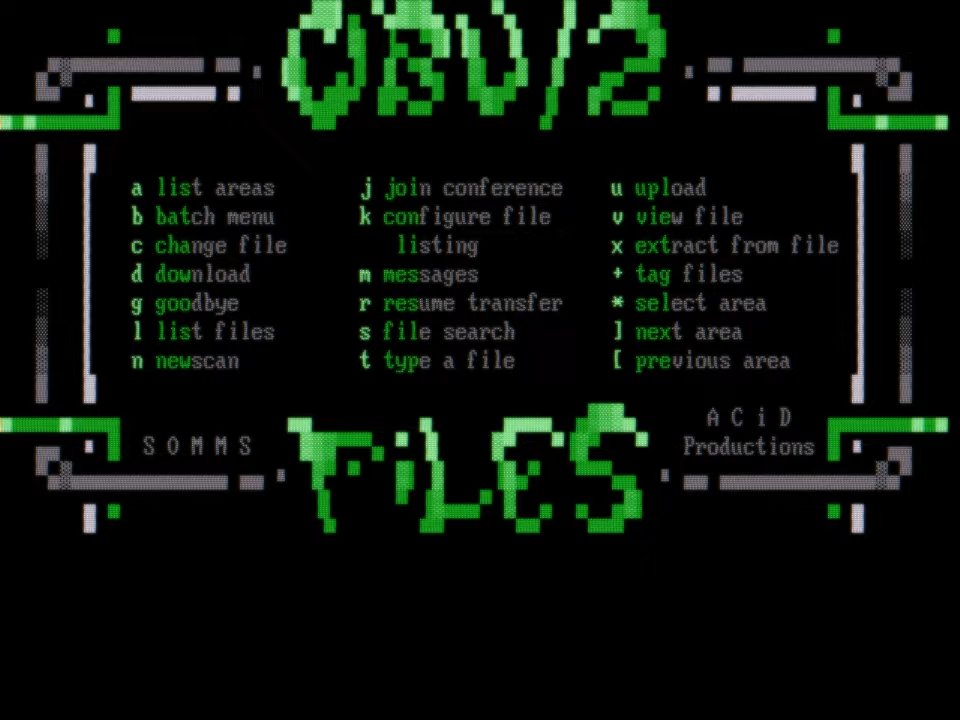 OBV/2
a list areas
b batch menu
c change file
d download
g goodbye
l list files
n newscan
j join conference
k configure file
listing
m messages
r resume transfer
s file search
t type a file
u upload
v view file
x extract from file
+ tag files
* select area
] next area
[ previous area
SOMMS
FiLES
ACiD
Productions